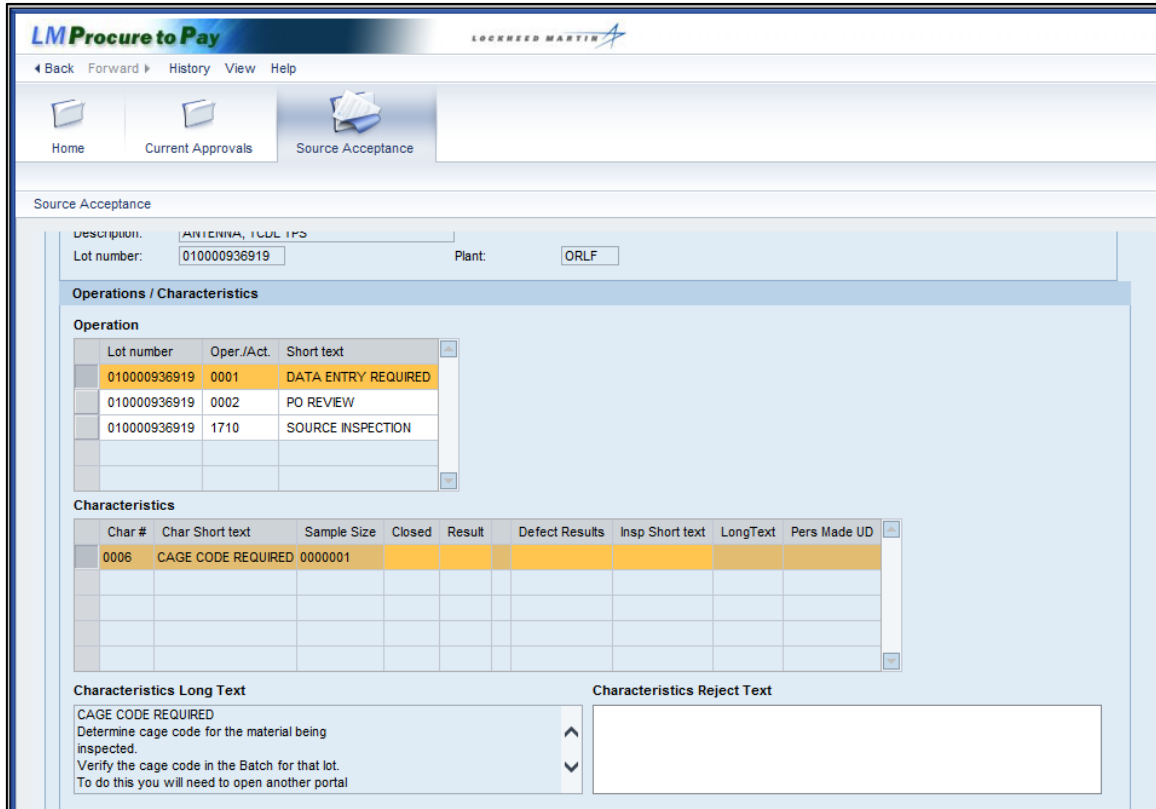 LM Procure to Pay
LOCKHEED MARTIN
Back Forward History View Help
Home Current Approvals Source Acceptance
Source Acceptance
Description: ANTENNA, TCDL TPS
Lot number: 010000936919 Plant: ORLF
Operations / Characteristics
Operation
Lot number Oper./Act. Short text
010000936919 0001 DATA ENTRY REQUIRED
010000936919 0002 PO REVIEW
010000936919 1710 SOURCE INSPECTION
Characteristics
Char # Char Short text Sample Size Closed Result Defect Results Insp Short text LongText Pers Made UD
0006 CAGE CODE REQUIRED 0000001
Characteristics Long Text Characteristics Reject Text
CAGE CODE REQUIRED
Determine cage code for the material being
inspected.
Verify the cage code in the Batch for that lot.
To do this you will need to open another portal